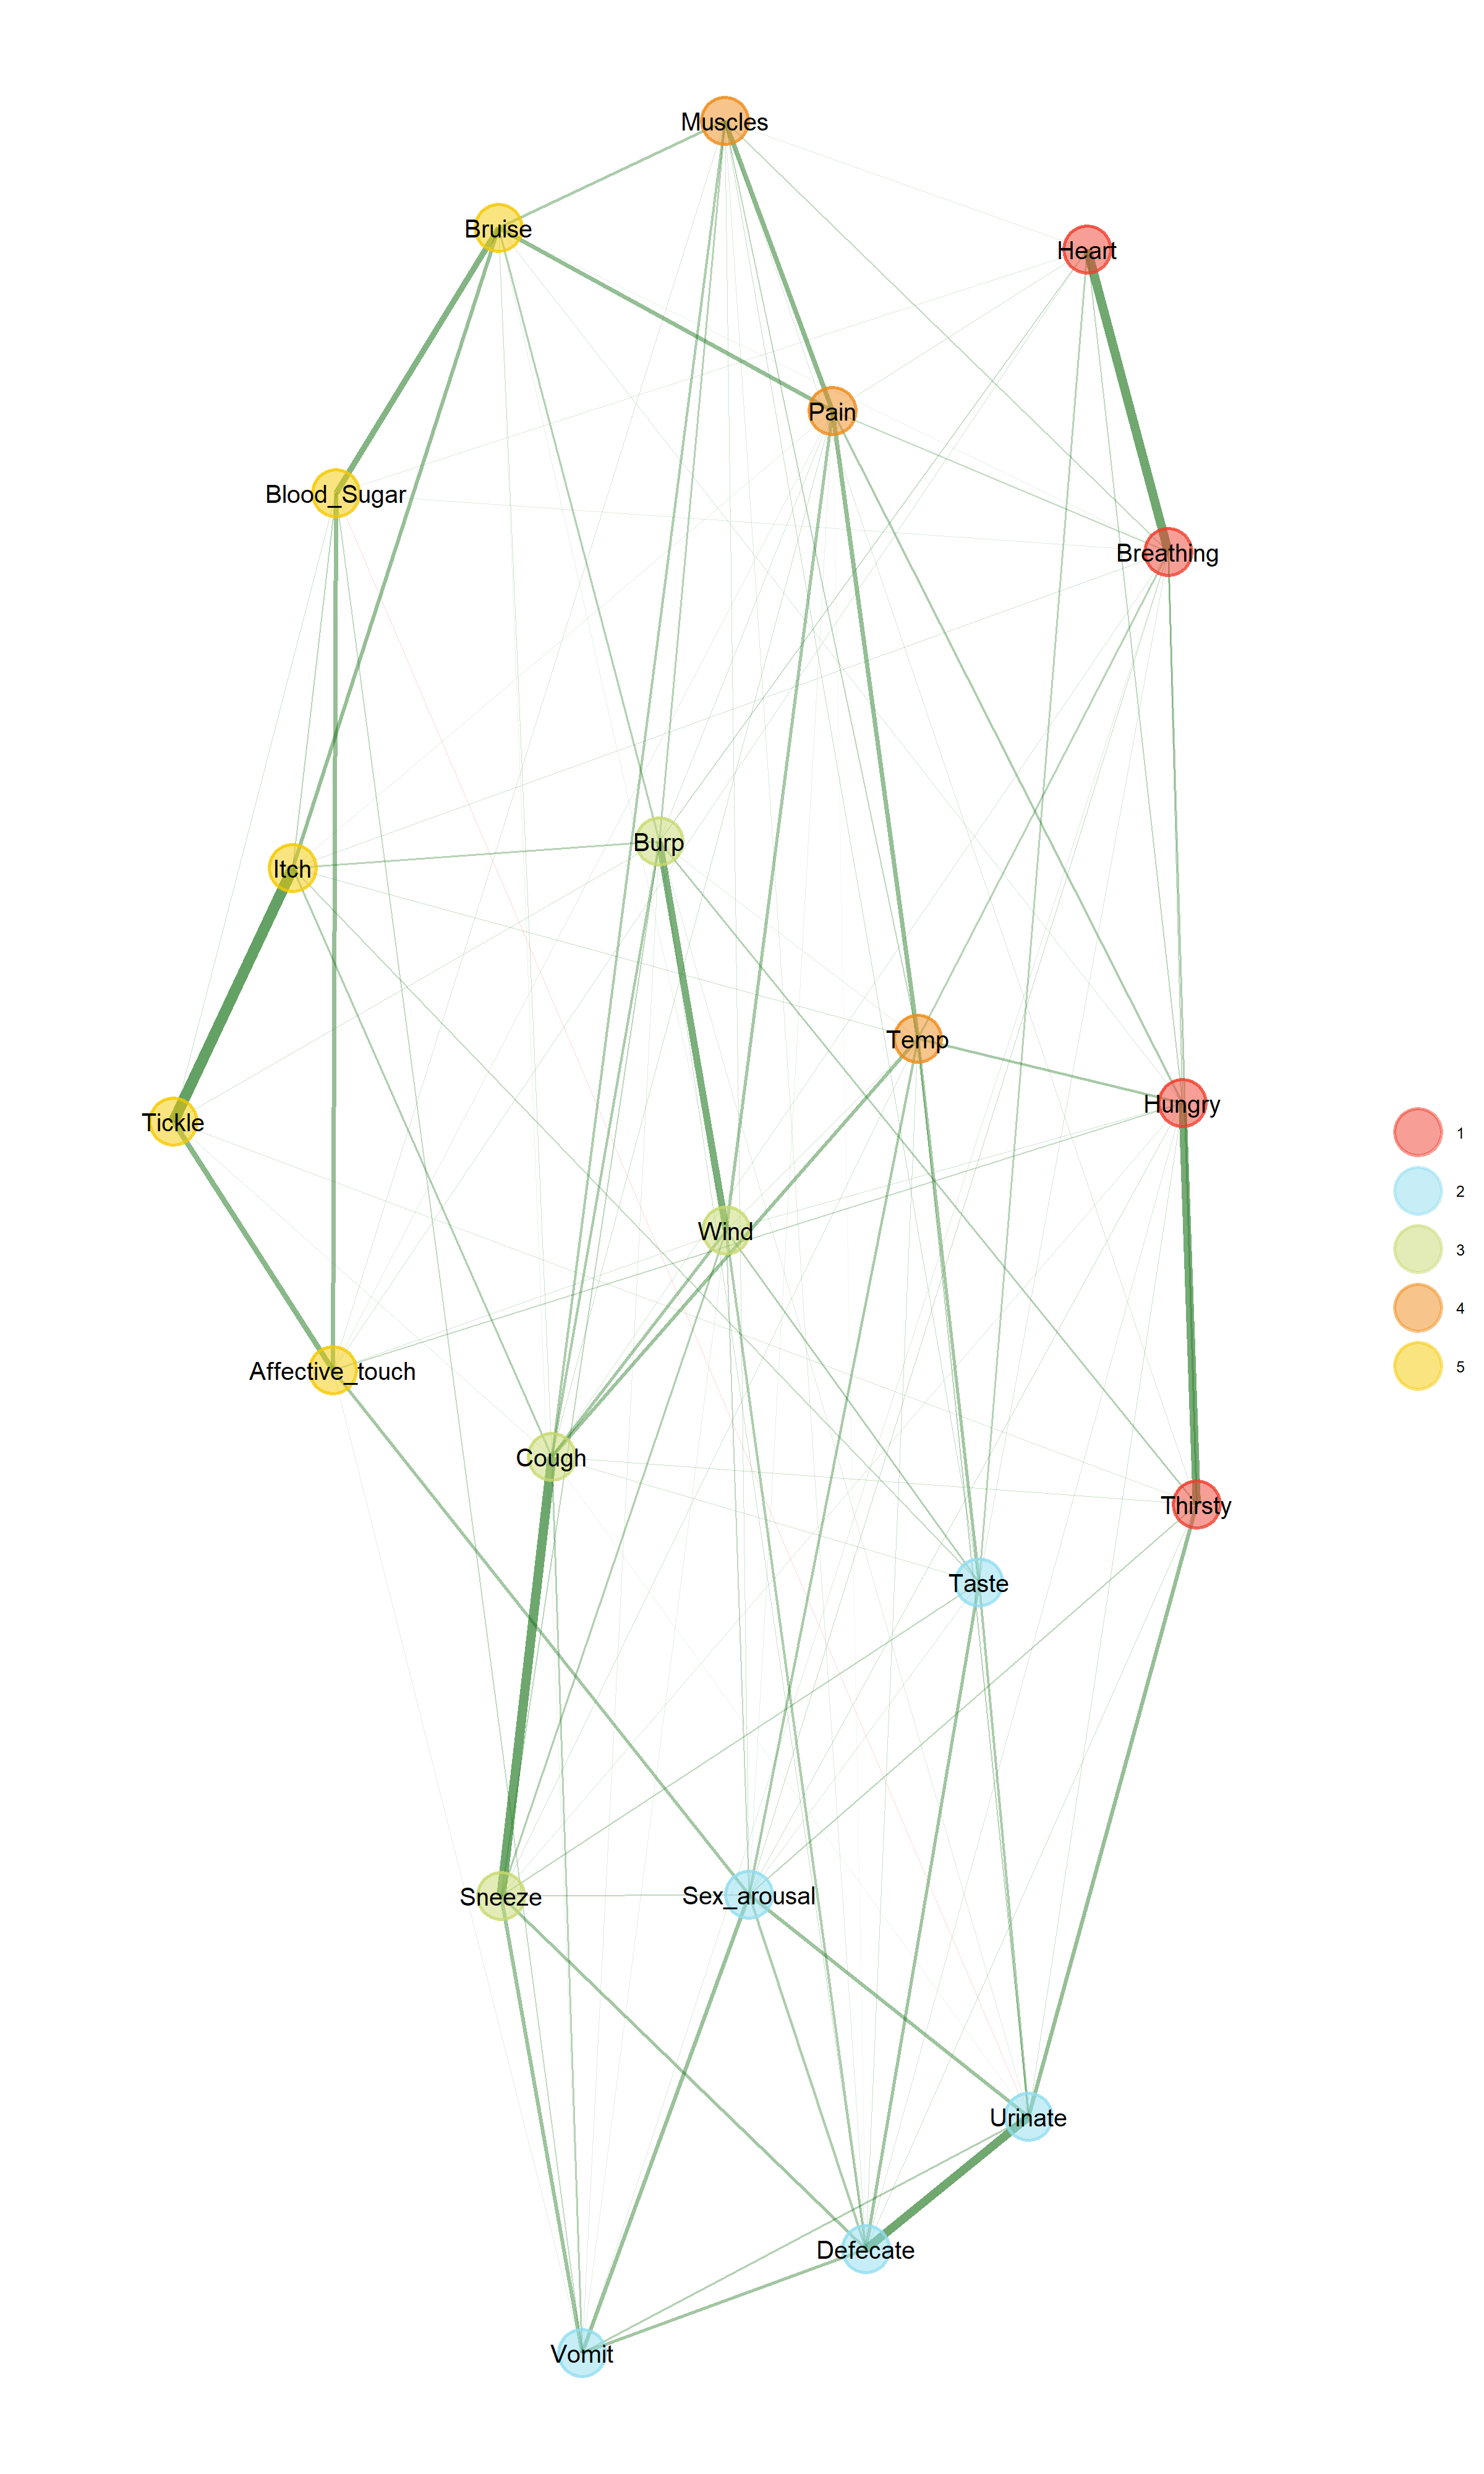 Muscles
Bruise
Heart
Pain
Blood_Sugar
Breathing
Burp
Itch
Temp
Hungry
Tickle
1
2
Wind
3
4
5
Affective_touch
Cough
Thirsty
Taste
Sneeze
Sex_arousal
Urinate
Defecate
Vomit